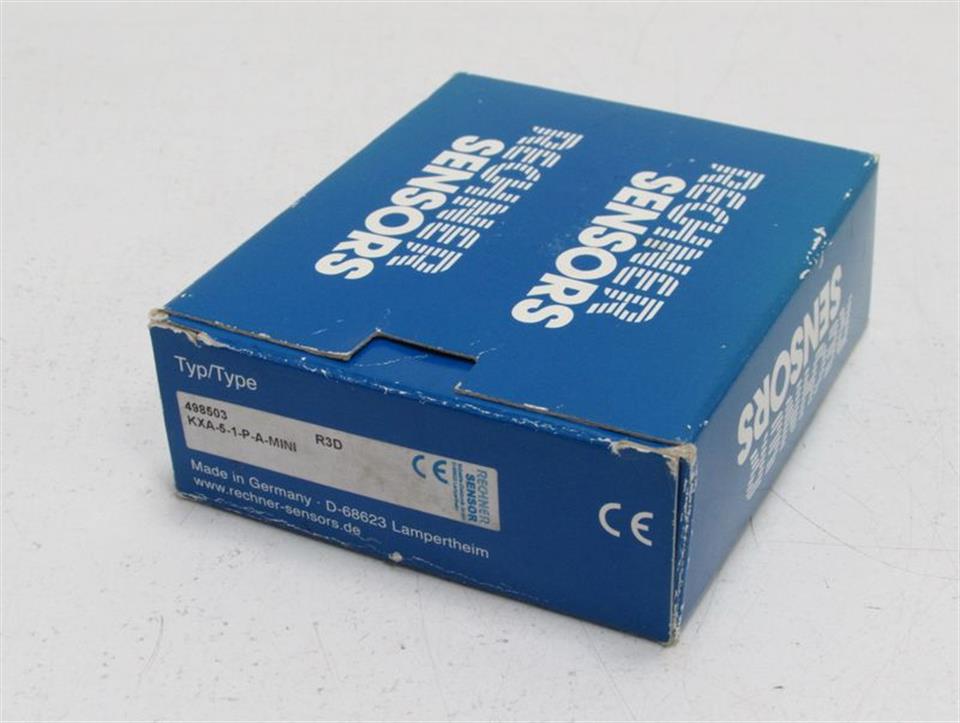 RECHNER
SENSORS
RECHNER
SENSORS
SENSORS
Typ/Type
498503
KXA-5-1-P-A-MINI R3D
CE
RECHNER
SENSOR
Made in Germany · D-68623 Lampertheim
www.rechner-sensors.de
CE